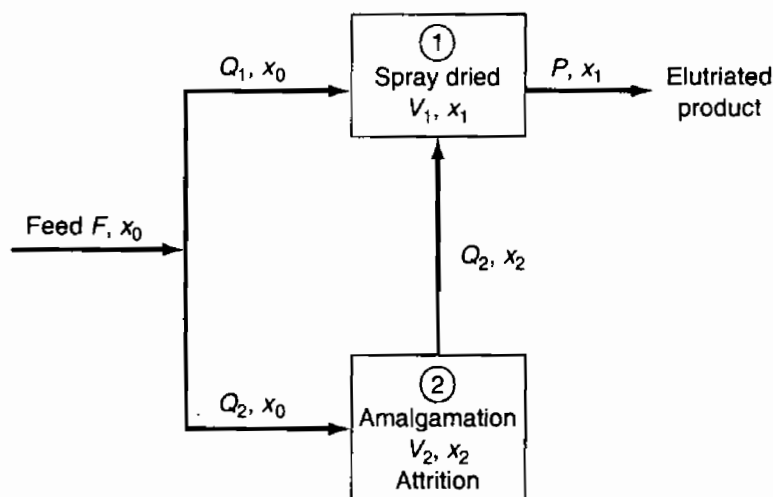 ①
Spray dried
V₁, x₁
Q₁, x₀
P, x₁
Elutriated
product
Feed F, x₀
Q₂, x₂
Q₂, x₀
②
Amalgamation
V₂, x₂
Attrition